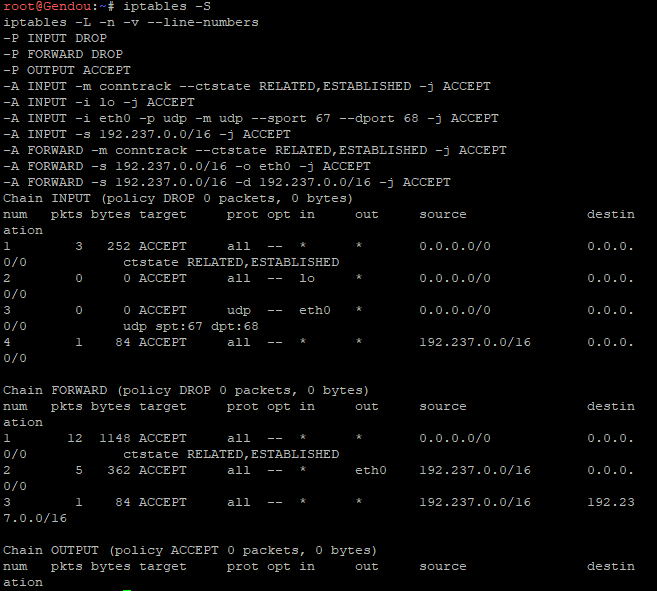 root@Gendou:~# iptables -S
iptables -L -n -v --line-numbers
-P INPUT DROP
-P FORWARD DROP
-P OUTPUT ACCEPT
-A INPUT -m conntrack --ctstate RELATED,ESTABLISHED -j ACCEPT
-A INPUT -i lo -j ACCEPT
-A INPUT -i eth0 -p udp -m udp --sport 67 --dport 68 -j ACCEPT
-A INPUT -s 192.237.0.0/16 -j ACCEPT
-A FORWARD -m conntrack --ctstate RELATED,ESTABLISHED -j ACCEPT
-A FORWARD -s 192.237.0.0/16 -o eth0 -j ACCEPT
-A FORWARD -s 192.237.0.0/16 -d 192.237.0.0/16 -j ACCEPT
Chain INPUT (policy DROP 0 packets, 0 bytes)
num   pkts bytes target     prot opt in     out     source               destin
ation
1        3   252 ACCEPT     all  --  *      *       0.0.0.0/0            0.0.0.
0/0            ctstate RELATED,ESTABLISHED
2        0     0 ACCEPT     all  --  lo     *       0.0.0.0/0            0.0.0.
0/0
3        0     0 ACCEPT     udp  --  eth0   *       0.0.0.0/0            0.0.0.
0/0            udp spt:67 dpt:68
4        1    84 ACCEPT     all  --  *      *       192.237.0.0/16       0.0.0.
0/0

Chain FORWARD (policy DROP 0 packets, 0 bytes)
num   pkts bytes target     prot opt in     out     source               destin
ation
1       12  1148 ACCEPT     all  --  *      *       0.0.0.0/0            0.0.0.
0/0            ctstate RELATED,ESTABLISHED
2        5   362 ACCEPT     all  --  *      eth0    192.237.0.0/16       0.0.0.
0/0
3        1    84 ACCEPT     all  --  *      *       192.237.0.0/16       192.23
7.0.0/16

Chain OUTPUT (policy ACCEPT 0 packets, 0 bytes)
num   pkts bytes target     prot opt in     out     source               destin
ation